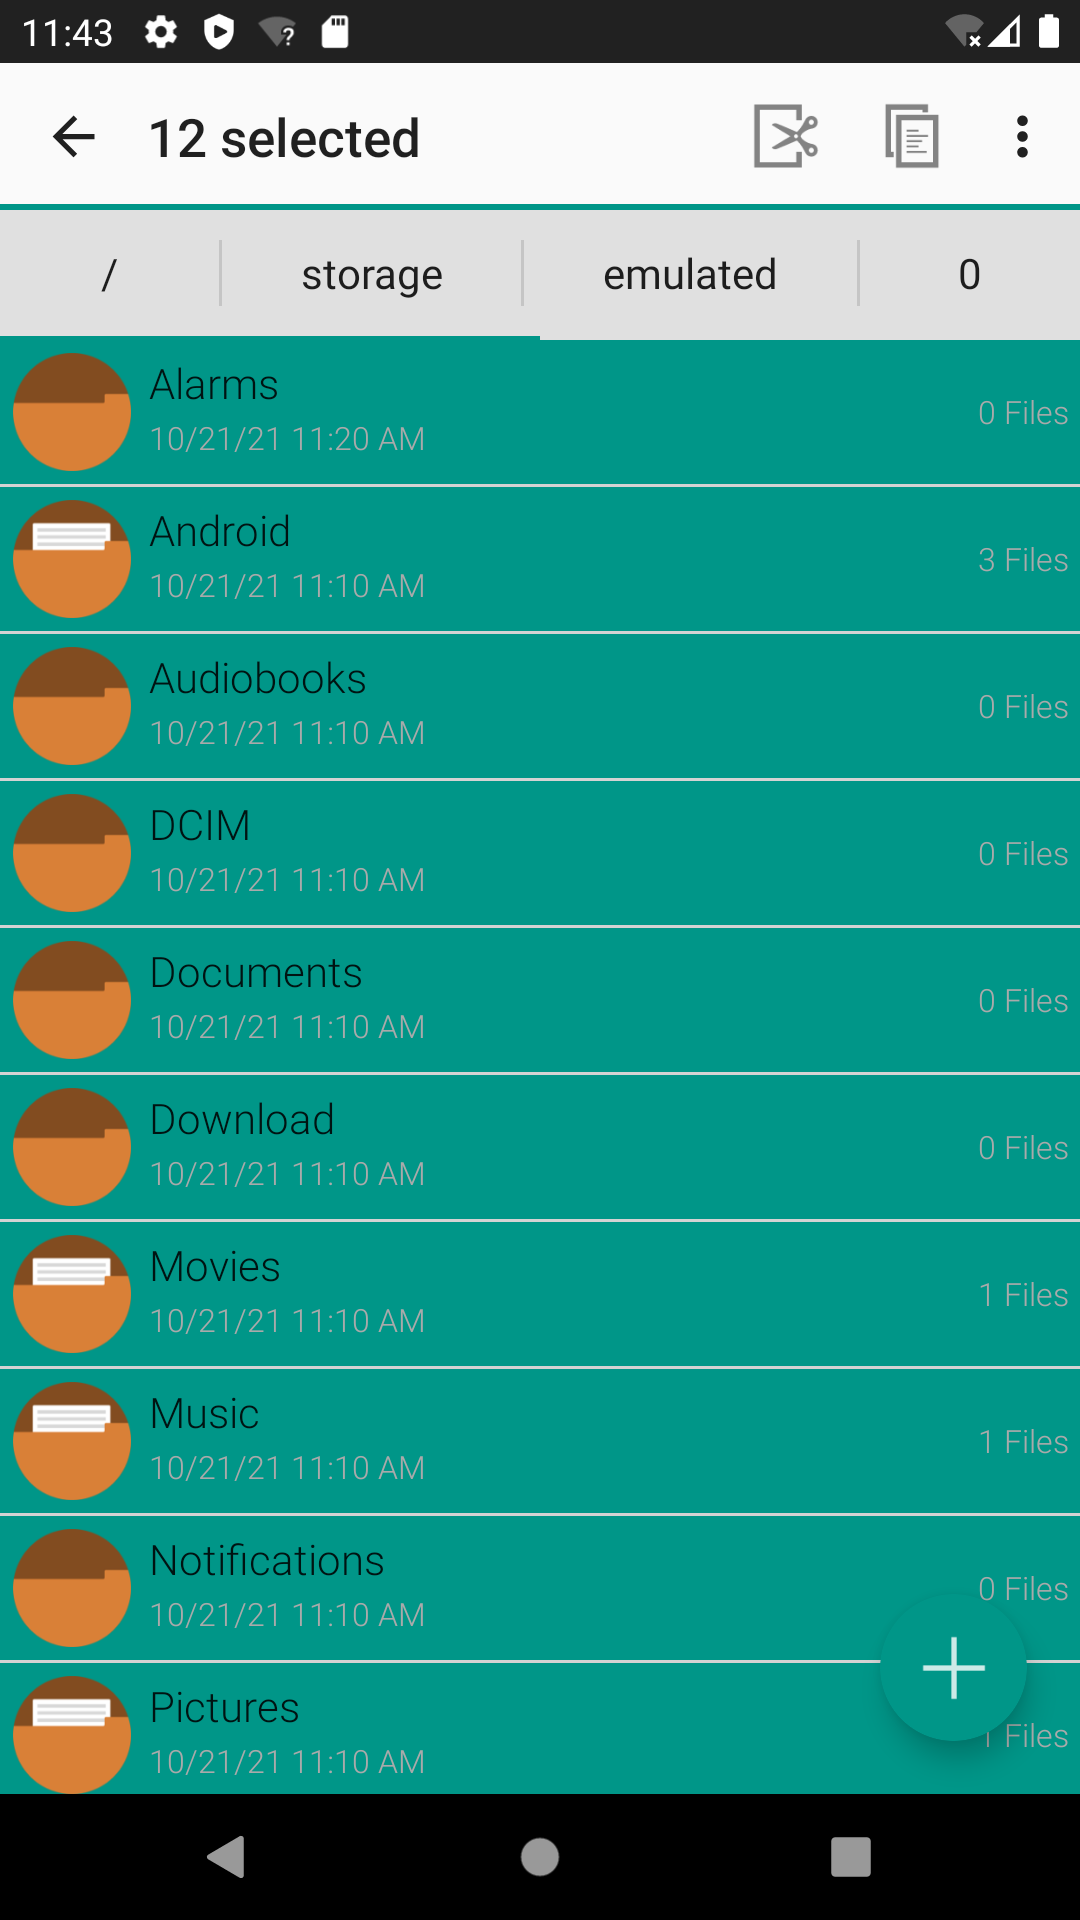 11:43
12 selected
/ storage emulated 0
Alarms
10/21/21 11:20 AM
0 Files
Android
10/21/21 11:10 AM
3 Files
Audiobooks
10/21/21 11:10 AM
0 Files
DCIM
10/21/21 11:10 AM
0 Files
Documents
10/21/21 11:10 AM
0 Files
Download
10/21/21 11:10 AM
0 Files
Movies
10/21/21 11:10 AM
1 Files
Music
10/21/21 11:10 AM
1 Files
Notifications
10/21/21 11:10 AM
0 Files
Pictures
10/21/21 11:10 AM
1 Files